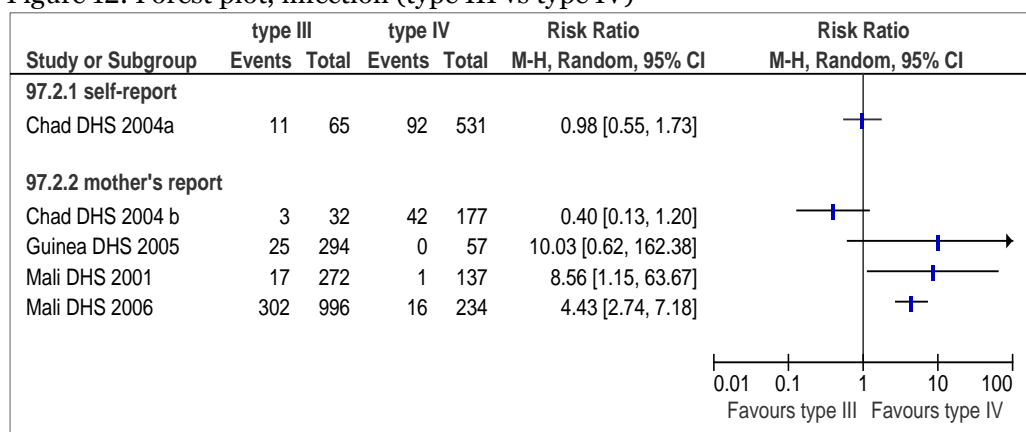 Figure 12: Forest plot, infection (type III vs type IV)
type III type IV Risk Ratio Risk Ratio
Study or Subgroup Events Total Events Total M-H, Random, 95% CI M-H, Random, 95% CI
97.2.1 self-report
Chad DHS 2004a 11 65 92 531 0.98 [0.55, 1.73]
97.2.2 mother's report
Chad DHS 2004 b 3 32 42 177 0.40 [0.13, 1.20]
Guinea DHS 2005 25 294 0 57 10.03 [0.62, 162.38]
Mali DHS 2001 17 272 1 137 8.56 [1.15, 63.67]
Mali DHS 2006 302 996 16 234 4.43 [2.74, 7.18]
0.01 0.1 1 10 100
Favours type III Favours type IV